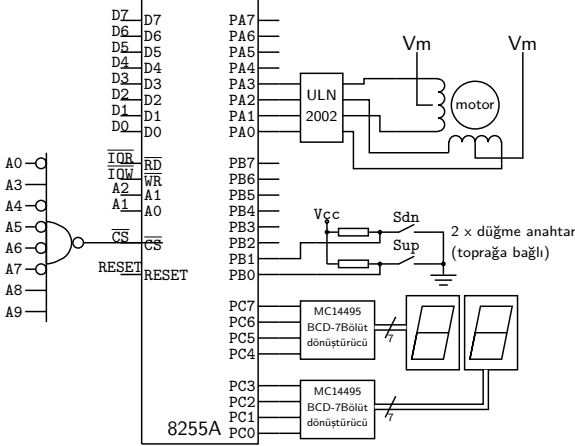 D7 D7 PA7
D6 D6 PA6
D5 D5 PA5
D4 D4 PA4
D3 D3 PA3
D2 D2 PA2
D1 D1 PA1
D0 D0 PA0
ULN
2002
Vm
Vm
motor
A0
A3
A4
A5
A6
A7
A8
A9
IOR RD PB7
IOW WR PB6
A2 A1 PB5
A1 A0 PB4
PB3
CS CS PB2
PB1
RESET RESET PB0
Vcc
Sdn
Sup
2 x düğme anahtar
(toprağa bağlı)
PC7
PC6
PC5
PC4
MC14495
BCD-7Bölüt
dönüştürücü
7
PC3
PC2
PC1
PC0
MC14495
BCD-7Bölüt
dönüştürücü
7
8255A